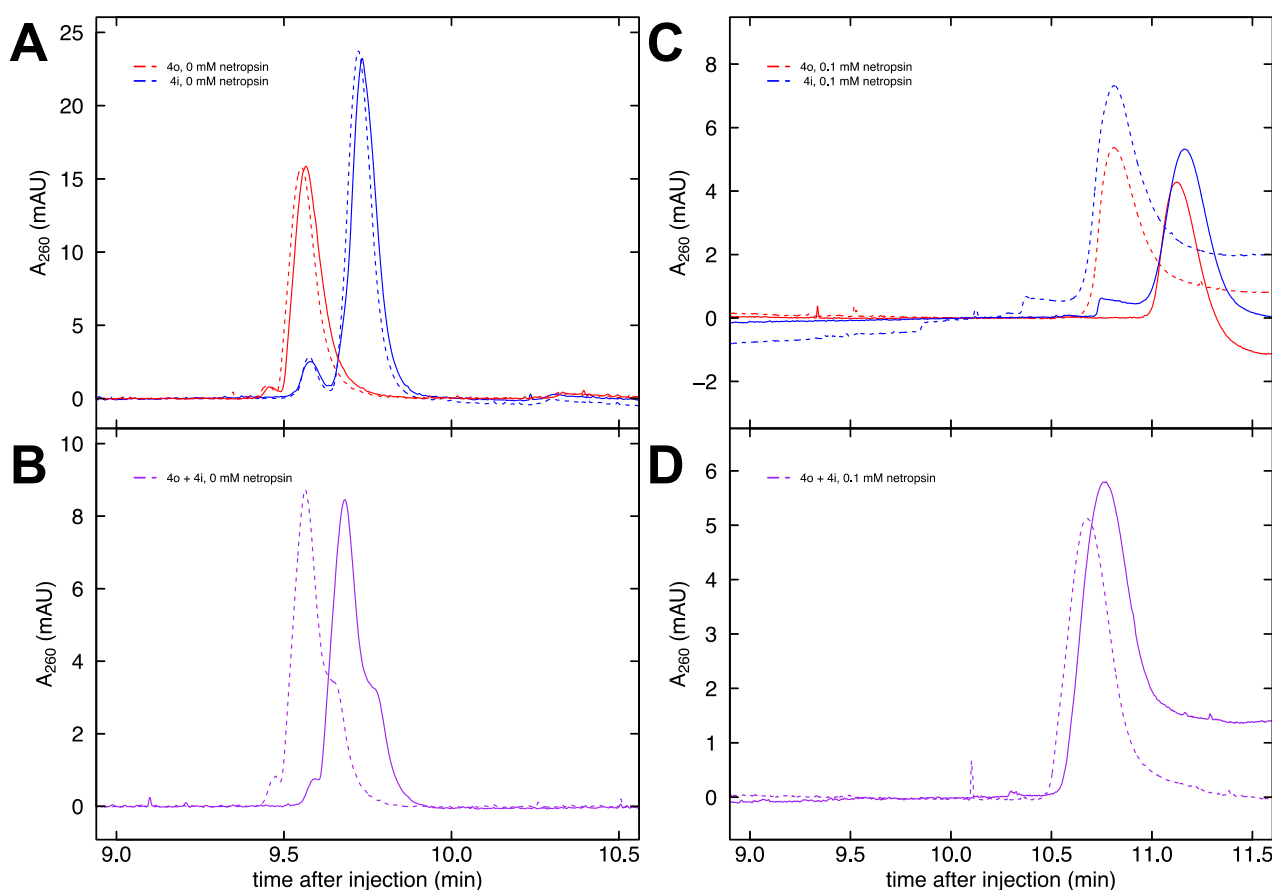 A
25
20
15
10
5
0
A260 (mAU)
4o, 0 mM netropsin
4i, 0 mM netropsin
B
10
8
6
4
2
0
A260 (mAU)
4o + 4i, 0 mM netropsin
9.0 9.5 10.0 10.5
time after injection (min)
C
8
6
4
2
0
−2
A260 (mAU)
4o, 0.1 mM netropsin
4i, 0.1 mM netropsin
D
6
5
4
3
2
1
0
A260 (mAU)
4o + 4i, 0.1 mM netropsin
9.0 9.5 10.0 10.5 11.0 11.5
time after injection (min)